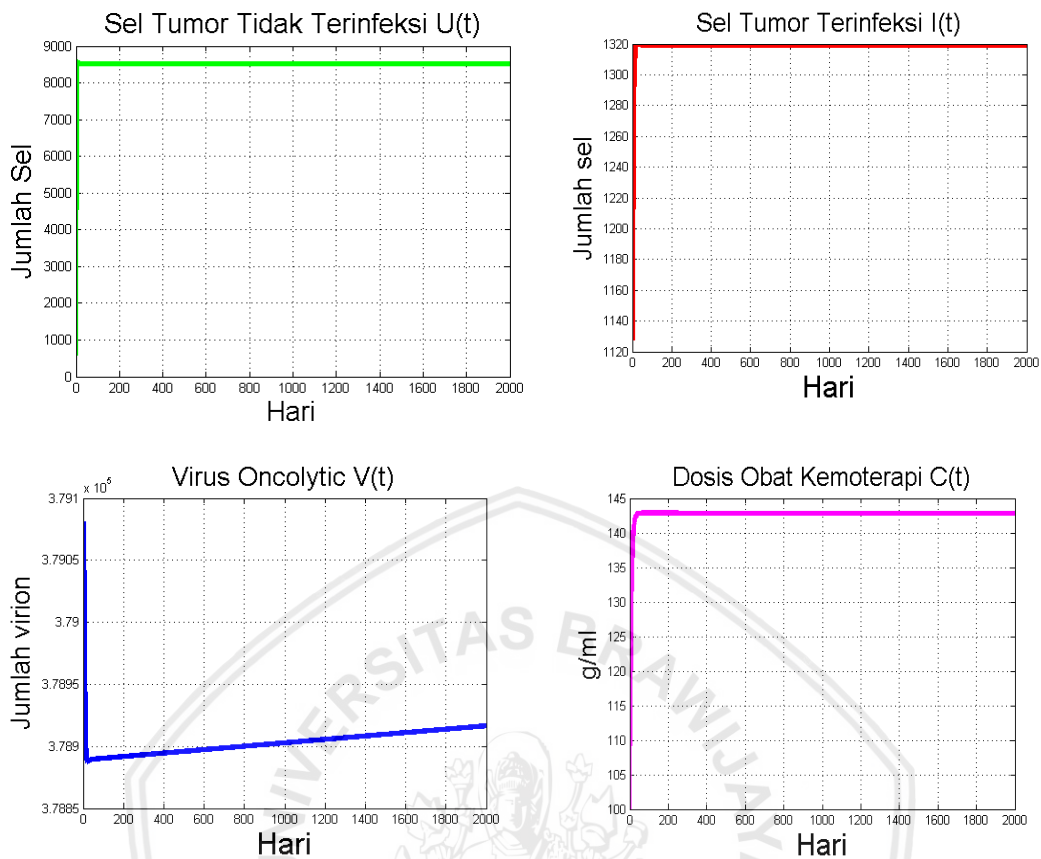 Sel Tumor Tidak Terinfeksi U(t)
9000
8000
7000
6000
5000
4000
3000
2000
1000
0
Jumlah Sel
0 200 400 600 800 1000 1200 1400 1600 1800 2000
Hari
Sel Tumor Terinfeksi I(t)
1320
1300
1280
1260
1240
1220
1200
1180
1160
1140
1120
Jumlah sel
0 200 400 600 800 1000 1200 1400 1600 1800 2000
Hari
Virus Oncolytic V(t)
x 10^5
3.791
3.7905
3.79
3.7895
3.789
3.7885
Jumlah virion
0 200 400 600 800 1000 1200 1400 1600 1800 2000
Hari
Dosis Obat Kemoterapi C(t)
145
140
135
130
125
120
115
110
105
100
g/ml
0 200 400 600 800 1000 1200 1400 1600 1800 2000
Hari
UNIVERSITAS BRAWIJAYA